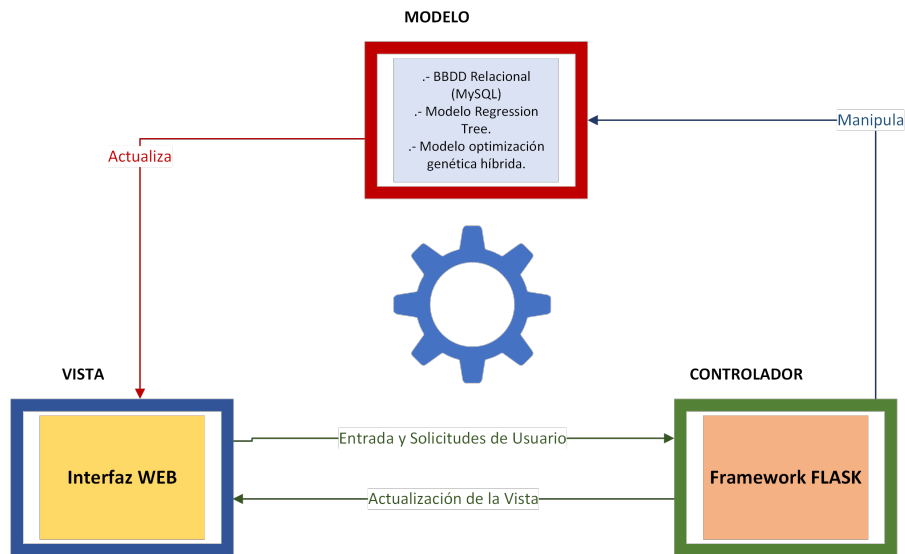 MODELO
.- BBDD Relacional
(MySQL)
.- Modelo Regression
Tree.
.- Modelo optimización
genética híbrida.
Manipula
Actualiza
VISTA
CONTROLADOR
Entrada y Solicitudes de Usuario
Interfaz WEB
Framework FLASK
Actualización de la Vista